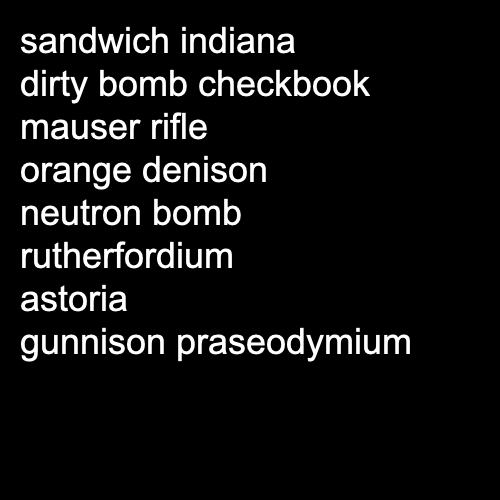 sandwich indiana
dirty bomb checkbook
mauser rifle
orange denison
neutron bomb
rutherfordium
astoria
gunnison praseodymium